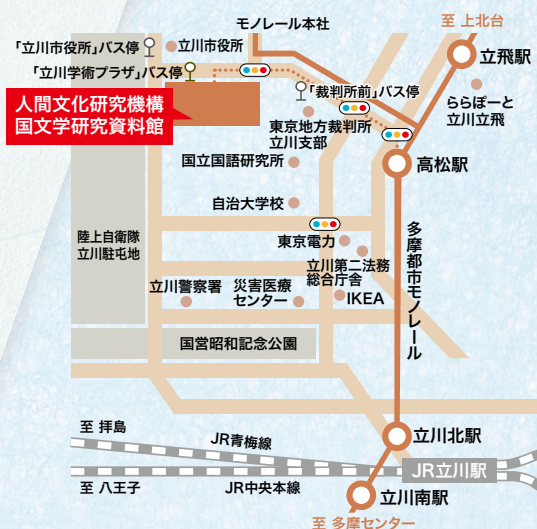 至 上北台
モノレール本社
「立川市役所」バス停
立川市役所
立飛駅
「立川学術プラザ」バス停
「裁判所前」バス停
ららぽーと
立川立飛
人間文化研究機構
国文学研究資料館
東京地方裁判所
立川支部
国立国語研究所
高松駅
自治大学校
陸上自衛隊
立川駐屯地
東京電力
多摩都市モノレール
立川第二法務
総合庁舎
立川警察署
災害医療
センター
IKEA
国営昭和記念公園
至 拝島
JR青梅線
立川北駅
JR立川駅
至 八王子
JR中央本線
立川南駅
至 多摩センター